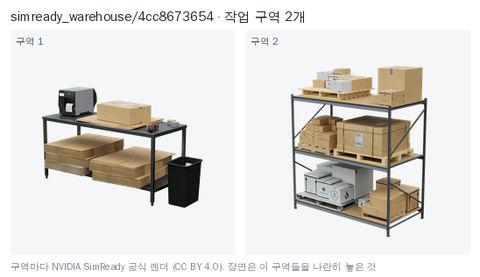 simready_warehouse/4cc8673654 · 작업 구역 2개
구역 1
구역 2
구역마다 NVIDIA SimReady 공식 렌더 (CC BY 4.0). 장면은 이 구역들을 나란히 놓은 것